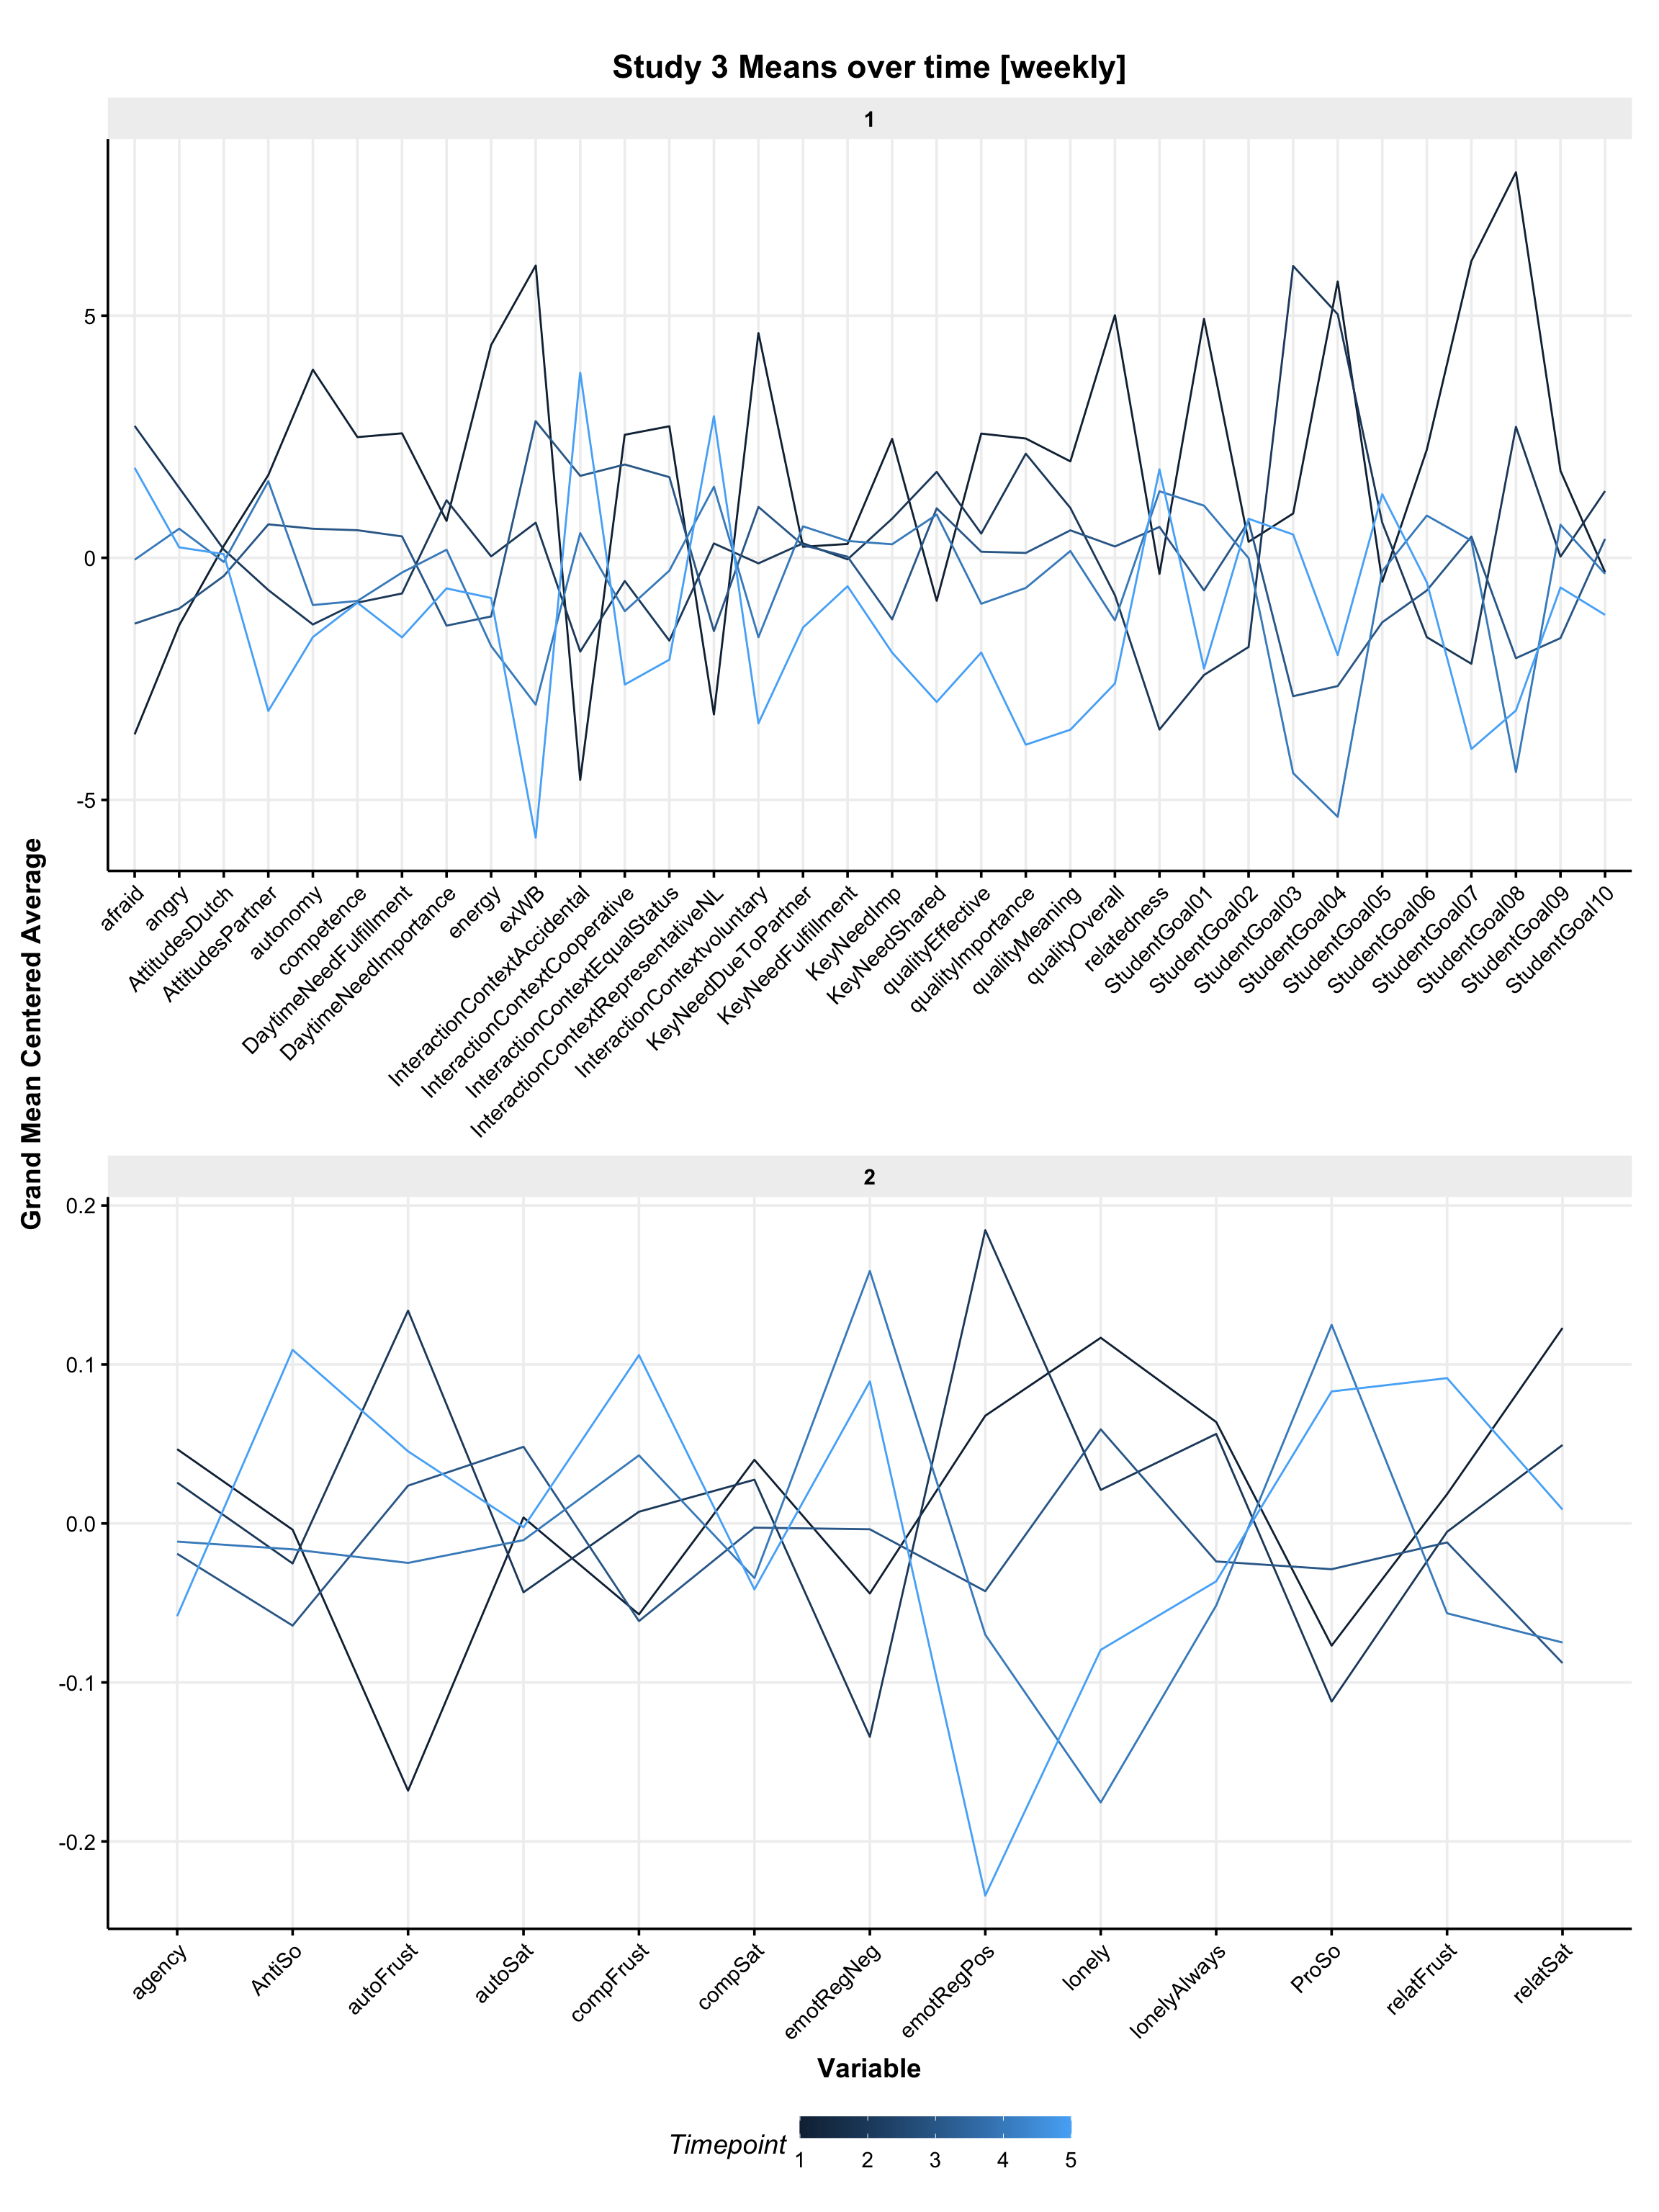 Study 3 Means over time [weekly]
1
5
0
-5
afraid
angry
AttitudesDutch
AttitudesPartner
autonomy
competence
DaytimeNeedFulfillment
DaytimeNeedImportance
energy
exWB
InteractionContextAccidental
InteractionContextCooperative
InteractionContextEqualStatus
InteractionContextRepresentativeNL
InteractionContextvoluntary
KeyNeedDueToPartner
KeyNeedFulfillment
KeyNeedImp
KeyNeedShared
qualityEffective
qualityImportance
qualityMeaning
qualityOverall
relatedness
StudentGoal01
StudentGoal02
StudentGoal03
StudentGoal04
StudentGoal05
StudentGoal06
StudentGoal07
StudentGoal08
StudentGoal09
StudentGoal10
Grand Mean Centered Average
2
0.2
0.1
0.0
-0.1
-0.2
agency
AntiSo
autoFrust
autoSat
compFrust
compSat
emotRegNeg
emotRegPos
lonely
lonelyAlways
ProSo
relatFrust
relatSat
Variable
Timepoint
1 2 3 4 5